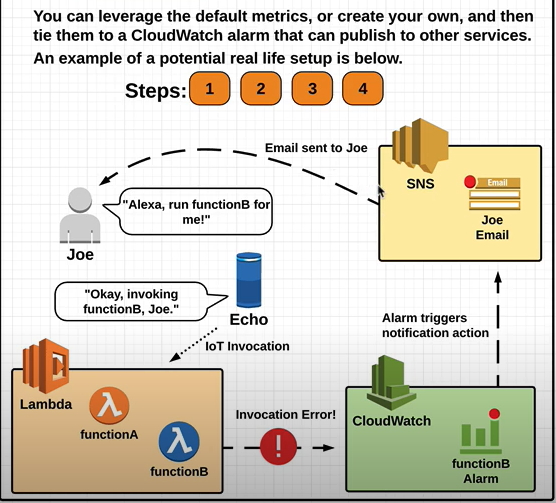 You can leverage the default metrics, or create your own, and then
tie them to a CloudWatch alarm that can publish to other services.
An example of a potential real life setup is below.
Steps: 1 2 3 4
Email sent to Joe
SNS
Email
Joe
Email
"Alexa, run functionB for
me!"
Joe
"Okay, invoking
functionB, Joe."
Echo
IoT Invocation
Alarm triggers
notification action
Lambda
functionA
functionB
Invocation Error!
CloudWatch
functionB
Alarm